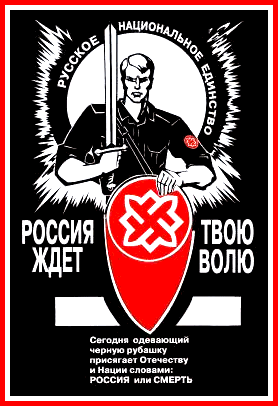 РУССКОЕ НАЦИОНАЛЬНОЕ ЕДИНСТВО
РОССИЯ
ЖДЕТ
ТВОЮ
ВОЛЮ
Сегодня одевающий
черную рубашку
присягает Отечеству
и Нации словами:
РОССИЯ или СМЕРТЬ